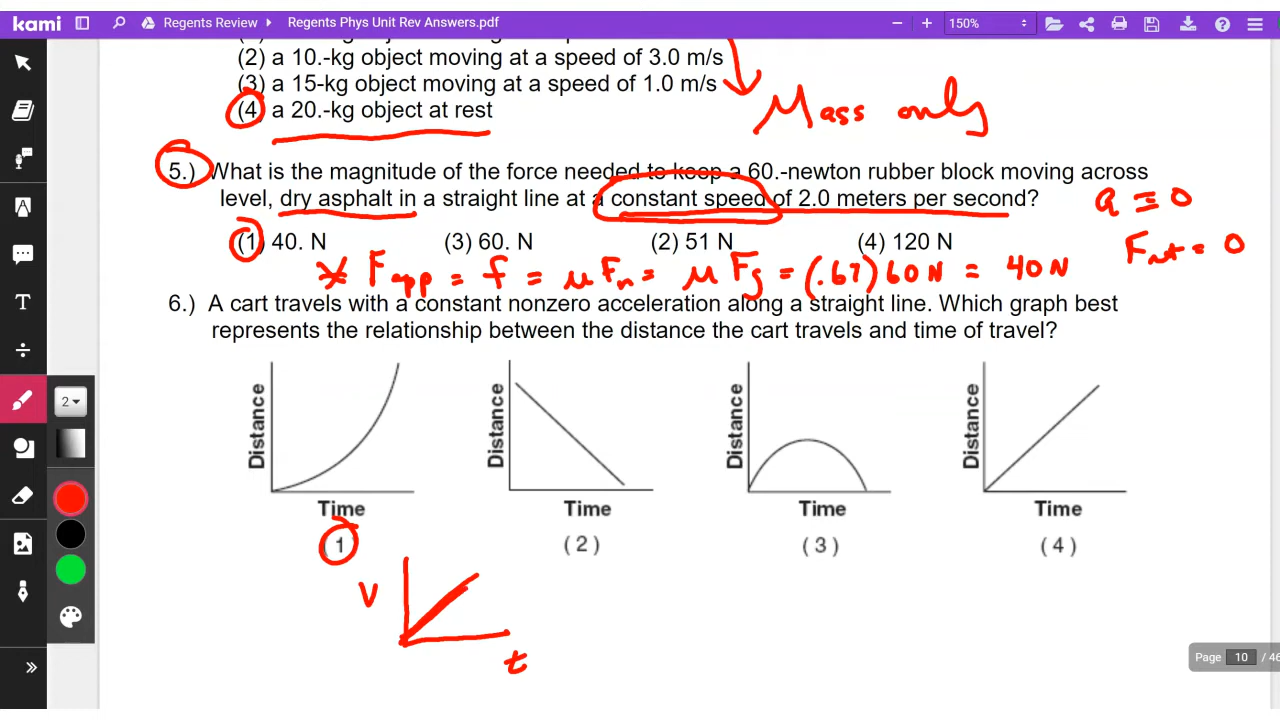 kami Regents Review Regents Phys Unit Rev Answers.pdf 150%
(2) a 10.-kg object moving at a speed of 3.0 m/s
(3) a 15-kg object moving at a speed of 1.0 m/s
(4) a 20.-kg object at rest
Mass only
5.) What is the magnitude of the force needed to keep a 60.-newton rubber block moving across
level, dry asphalt in a straight line at a constant speed of 2.0 meters per second?
a = 0
(1) 40. N (3) 60. N (2) 51 N (4) 120 N
Fnet = 0
* Fapp = f = μ Fn = μ Fg = (.67) 60 N = 40 N
6.) A cart travels with a constant nonzero acceleration along a straight line. Which graph best
represents the relationship between the distance the cart travels and time of travel?
Distance Distance Distance Distance
Time Time Time Time
(1) (2) (3) (4)
V
t
2
T
Page 10 / 46